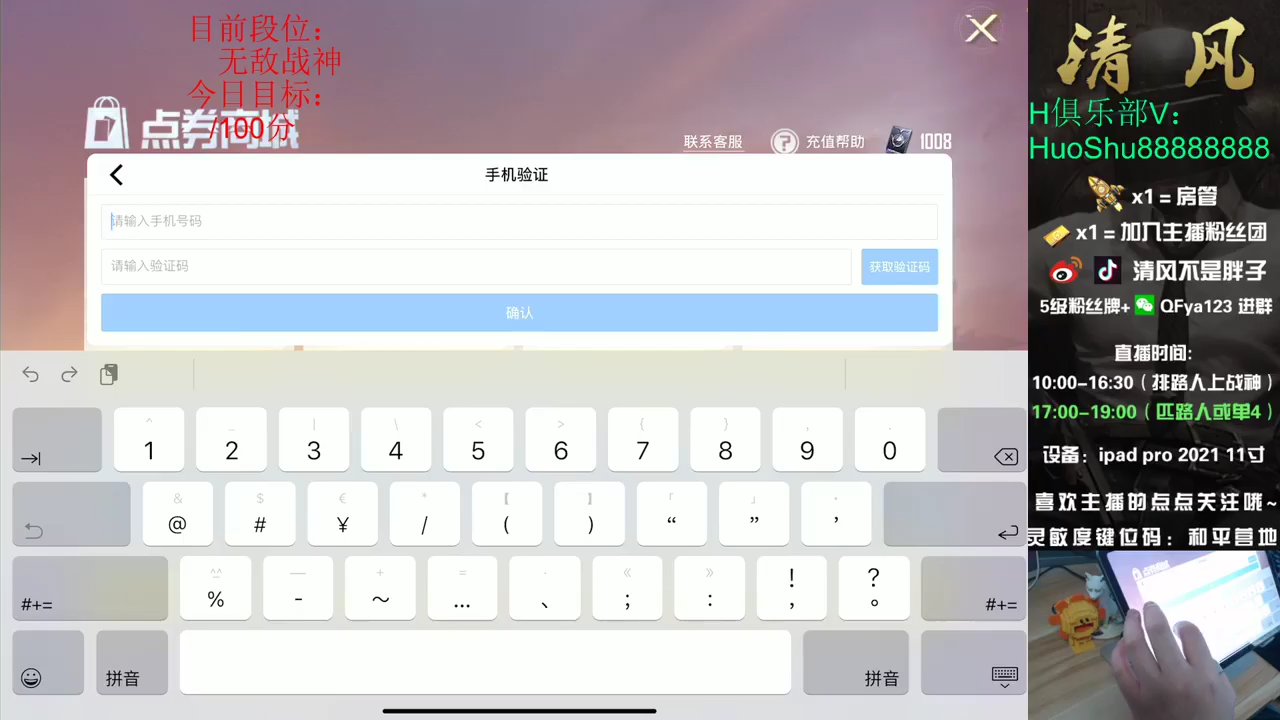 目前段位：
无敌战神
今日目标：
/100分
点券商城
联系客服
充值帮助
1008
手机验证
请输入手机号码
请输入验证码
获取验证码
确认
^ _ | \ < > { } , .
1 2 3 4 5 6 7 8 9 0
& $ € * 【 】 「 」 ·
@ # ¥ / ( ) “ ” ’
^^ — + = · « » ! ?
#+= % - ～ … 、 ; : , 。 #+=
拼音 拼音
清 风
H俱乐部V：
HuoShu88888888
x1 = 房管
x1 = 加入主播粉丝团
清风不是胖子
5级粉丝牌+ QFya123 进群
直播时间:
10:00-16:30（排路人上战神）
17:00-19:00（匹路人或单4）
设备：ipad pro 2021 11寸
喜欢主播的点点关注哦~
灵敏度键位码：和平营地